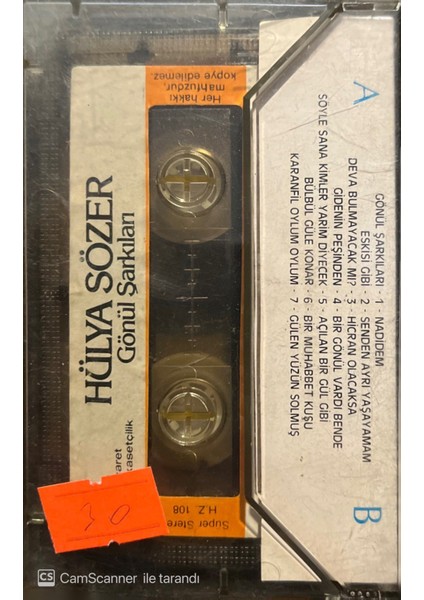 HÜLYA SÖZER
Gönül Şarkıları
aret
kasetçilik
Her hakkı
mahfuzdur,
kopye edilemez.
Super Stere
H.Z. 108
30
A B
GÖNÜL ŞARKILARI - 1 - NADİDEM
ESKİSİ GİBİ - 2 - SENDEN AYRI YAŞAYAMAM
DEVA BULMAYACAK MI? - 3 - HİCRAN OLACAKSA
GİDENİN PEŞİNDEN - 4 - BİR GÖNÜL VARDI BENDE
SÖYLE SANA KİMLER YARİM DİYECEK - 5 - AÇILAN BİR GÜL GİBİ
BÜLBÜL GÜLE KONAR - 6 - BİR MUHABBET KUŞU
KARANFİL OYLUM OYLUM - 7 - GÜLEN YÜZÜN SOLMUŞ
CS CamScanner ile tarandı